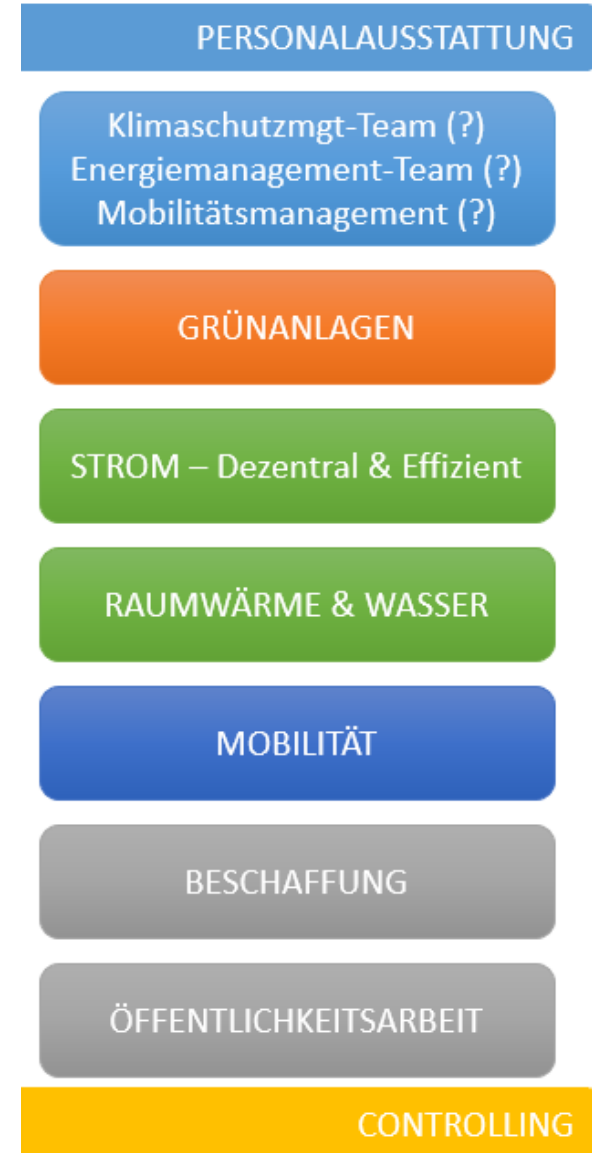 PERSONALAUSSTATTUNG
Klimaschutzmgt-Team (?)
Energiemanagement-Team (?)
Mobilitätsmanagement (?)
GRÜNANLAGEN
STROM – Dezentral & Effizient
RAUMWÄRME & WASSER
MOBILITÄT
BESCHAFFUNG
ÖFFENTLICHKEITSARBEIT
CONTROLLING